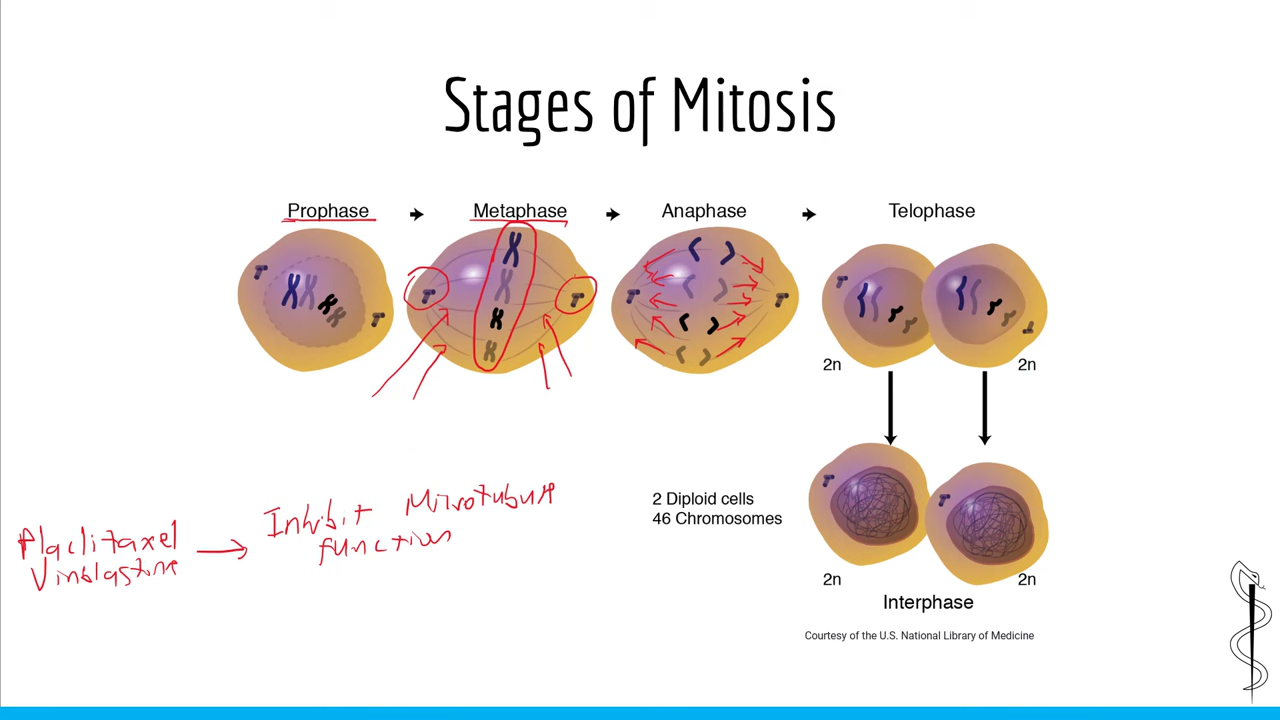 Stages of Mitosis
Prophase
Metaphase
Anaphase
Telophase
2n
2n
Placlitaxel
Vinblastine
Inhibit Microtubule
function
2 Diploid cells
46 Chromosomes
2n
2n
Interphase
Courtesy of the U.S. National Library of Medicine